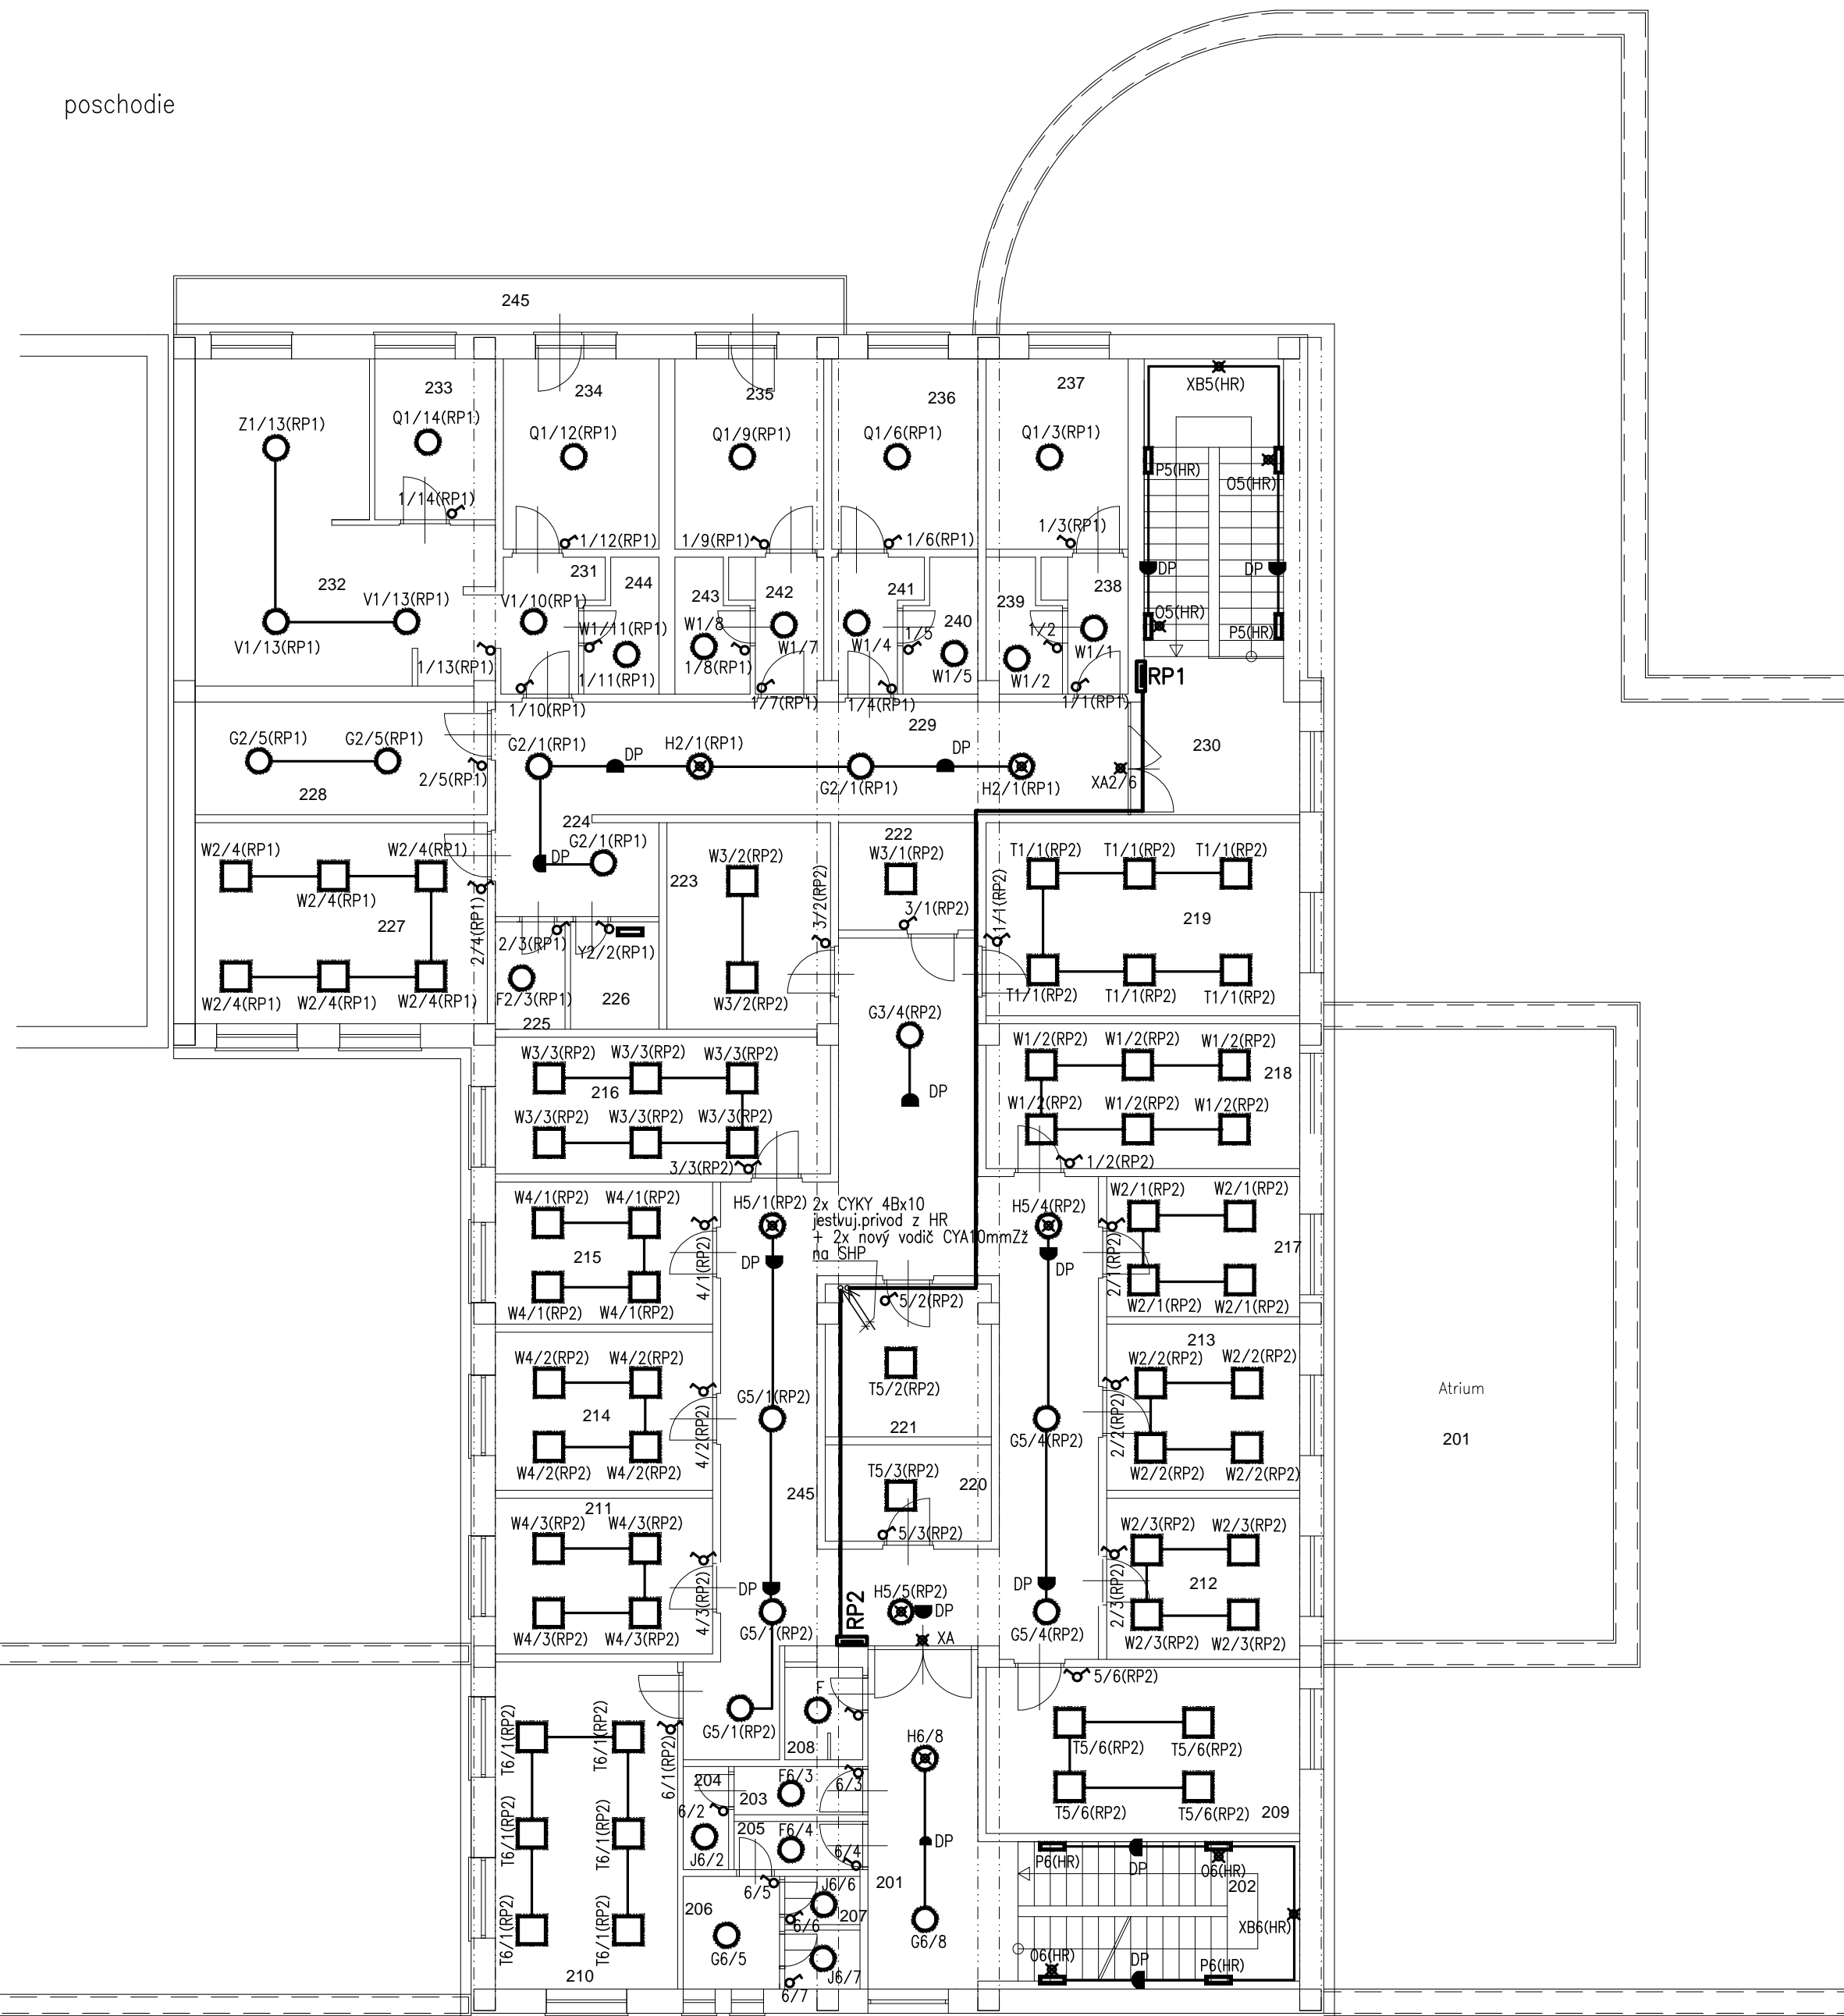 poschodie
245
233
234
235
236
237
XB5(HR)
Z1/13(RP1)
Q1/14(RP1)
Q1/12(RP1)
Q1/9(RP1)
Q1/6(RP1)
Q1/3(RP1)
P5(HR)
O5(HR)
1/14(RP1)
1/12(RP1)
1/9(RP1)
1/6(RP1)
1/3(RP1)
DP
DP
232
231
244
243
242
241
240
239
238
V1/13(RP1)
V1/10(RP1)
W1/11(RP1)
W1/8
W1/7
W1/4
1/5
1/2
W1/1
O5(HR)
P5(HR)
V1/13(RP1)
1/13(RP1)
1/11(RP1)
1/8(RP1)
W1/5
W1/2
RP1
1/10(RP1)
1/7(RP1)
1/4(RP1)
1/1(RP1)
229
230
G2/5(RP1)
G2/5(RP1)
G2/1(RP1)
DP
H2/1(RP1)
DP
2/5(RP1)
G2/1(RP1)
H2/1(RP1)
XA2/6
228
224
222
G2/1(RP1)
DP
W2/4(RP1)
W2/4(RP1)
W2/4(RP1)
W3/2(RP2)
W3/1(RP2)
T1/1(RP2)
T1/1(RP2)
T1/1(RP2)
223
3/2(RP2)
3/1(RP2)
1/1(RP2)
219
227
2/4(RP1)
2/3(RP1)
Y2/2(RP1)
W2/4(RP1)
W2/4(RP1)
W2/4(RP1)
F2/3(RP1)
226
225
W3/2(RP2)
T1/1(RP2)
T1/1(RP2)
T1/1(RP2)
G3/4(RP2)
DP
W3/3(RP2)
W3/3(RP2)
W3/3(RP2)
216
W3/3(RP2)
W3/3(RP2)
W3/3(RP2)
3/3(RP2)
W1/2(RP2)
W1/2(RP2)
W1/2(RP2)
218
W1/2(RP2)
W1/2(RP2)
W1/2(RP2)
1/2(RP2)
W4/1(RP2)
W4/1(RP2)
215
W4/1(RP2)
W4/1(RP2)
4/1(RP2)
H5/1(RP2)
DP
2x CYKY 4Bx10
jestvuj.privod z HR
+ 2x nový vodič CYA10mmZž
na SHP
H5/4(RP2)
DP
W2/1(RP2)
W2/1(RP2)
217
2/1(RP2)
W2/1(RP2)
W2/1(RP2)
5/2(RP2)
213
W4/2(RP2)
W4/2(RP2)
214
W4/2(RP2)
W4/2(RP2)
4/2(RP2)
G5/1(RP2)
T5/2(RP2)
221
G5/4(RP2)
W2/2(RP2)
W2/2(RP2)
2/2(RP2)
W2/2(RP2)
W2/2(RP2)
Atrium
201
T5/3(RP2)
220
245
5/3(RP2)
211
W4/3(RP2)
W4/3(RP2)
W4/3(RP2)
W4/3(RP2)
4/3(RP2)
DP
G5/1(RP2)
RP2
H5/5(RP2)
DP
XA
DP
G5/4(RP2)
W2/3(RP2)
W2/3(RP2)
212
2/3(RP2)
W2/3(RP2)
W2/3(RP2)
5/6(RP2)
T6/1(RP2)
T6/1(RP2)
6/1(RP2)
G5/1(RP2)
F
208
H6/8
T5/6(RP2)
T5/6(RP2)
T5/6(RP2)
T5/6(RP2)
209
204
F6/3
6/3
203
6/2
205
F6/4
6/4
J6/2
T6/1(RP2)
T6/1(RP2)
DP
201
6/5
J6/6
206
6/6
207
T6/1(RP2)
T6/1(RP2)
G6/5
J6/7
6/7
G6/8
210
P6(HR)
DP
O6(HR)
202
XB6(HR)
O6(HR)
DP
P6(HR)